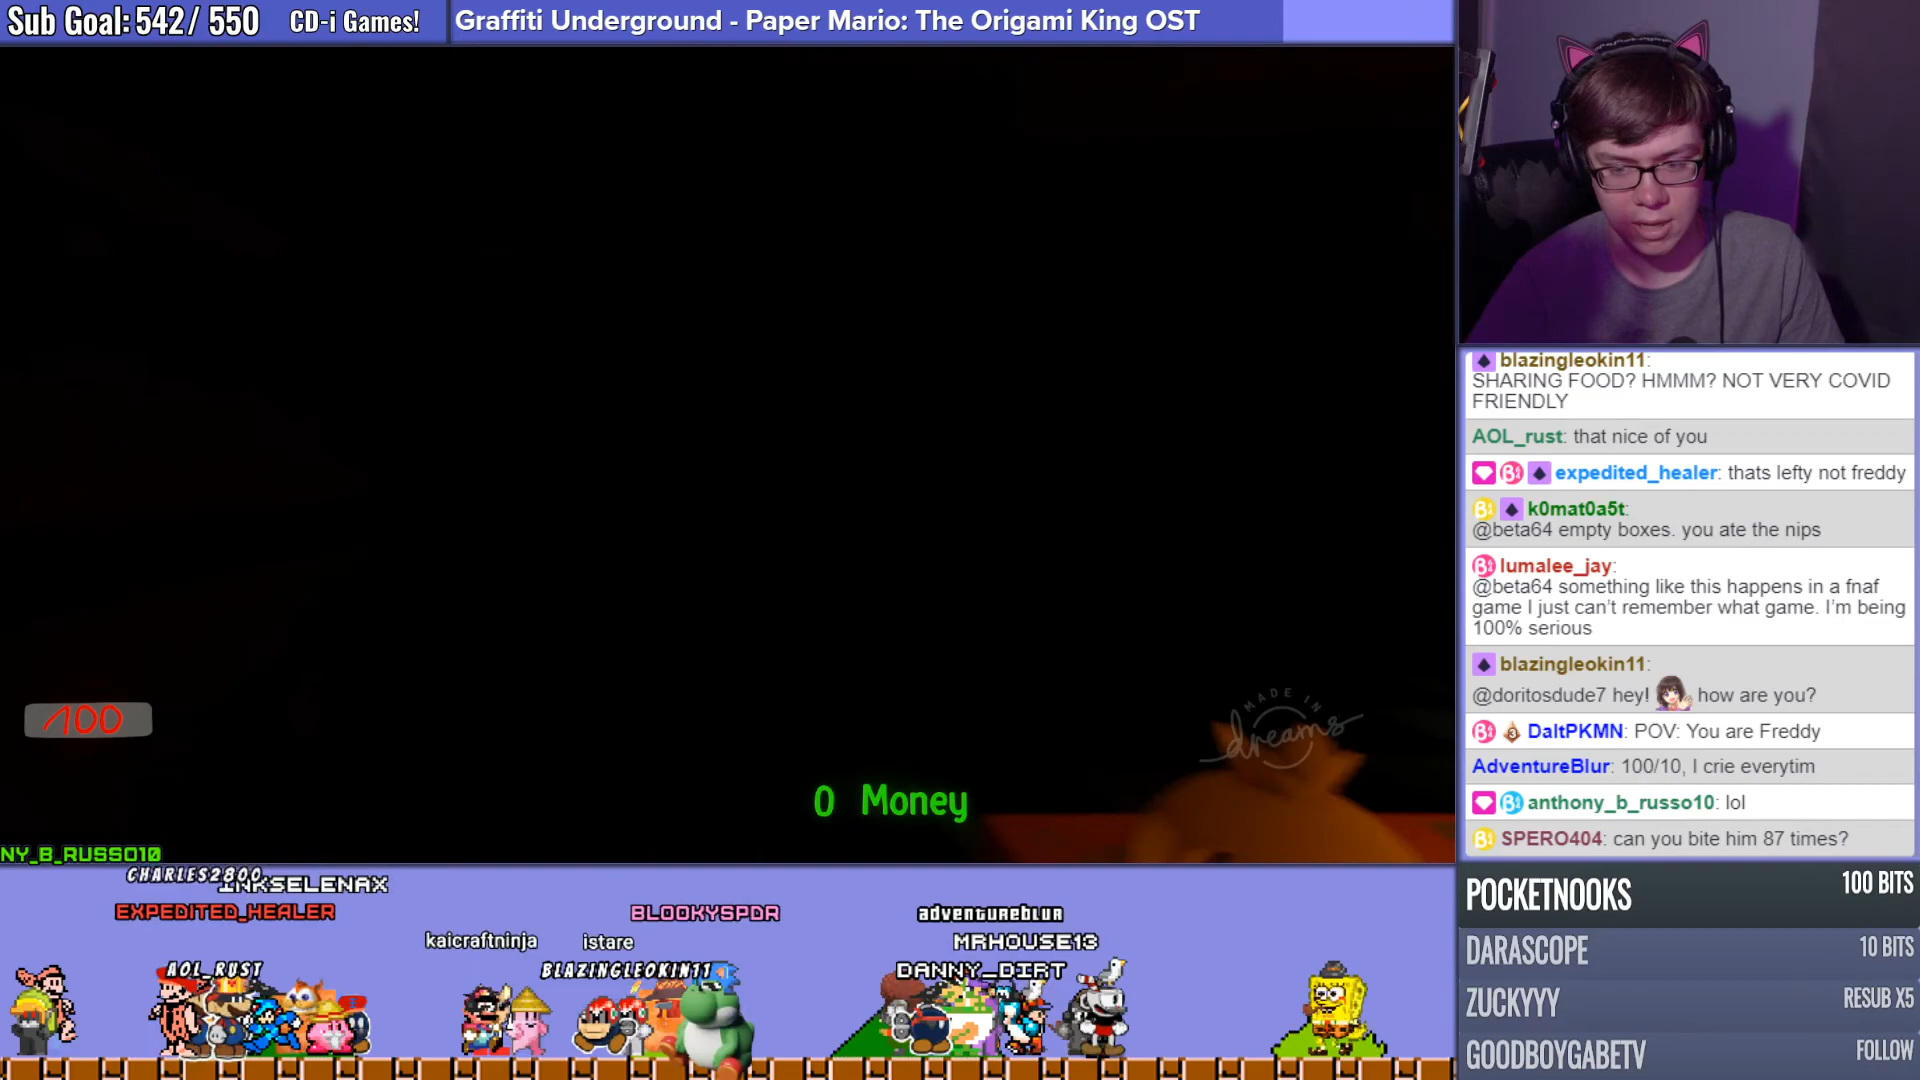 Sub Goal: 542/ 550 CD-i Games! Graffiti Underground - Paper Mario: The Origami King OST
blazingleokin11:
SHARING FOOD? HMMM? NOT VERY COVID
FRIENDLY
AOL_rust: that nice of you
expedited_healer: thats lefty not freddy
k0mat0a5t:
@beta64 empty boxes. you ate the nips
lumalee_jay:
@beta64 something like this happens in a fnaf
game I just can't remember what game. I'm being
100% serious
blazingleokin11:
@doritosdude7 hey! how are you?
DaltPKMN: POV: You are Freddy
AdventureBlur: 100/10, I crie everytim
anthony_b_russo10: lol
SPERO404: can you bite him 87 times?
100
MADE IN
dreams
0 Money
NY_B_RUSSO10
CHARLES2800
INKSELENAX
EXPEDITED_HEALER
BLOOKYSPDR
adventureblur
kaicraftninja
istare
MRHOUSE13
AOL_RUST
BLAZINGLEOKIN11
DANNY_DIRT
POCKETNOOKS 100 BITS
DARASCOPE 10 BITS
ZUCKYYY RESUB X5
GOODBOYGABETV FOLLOW